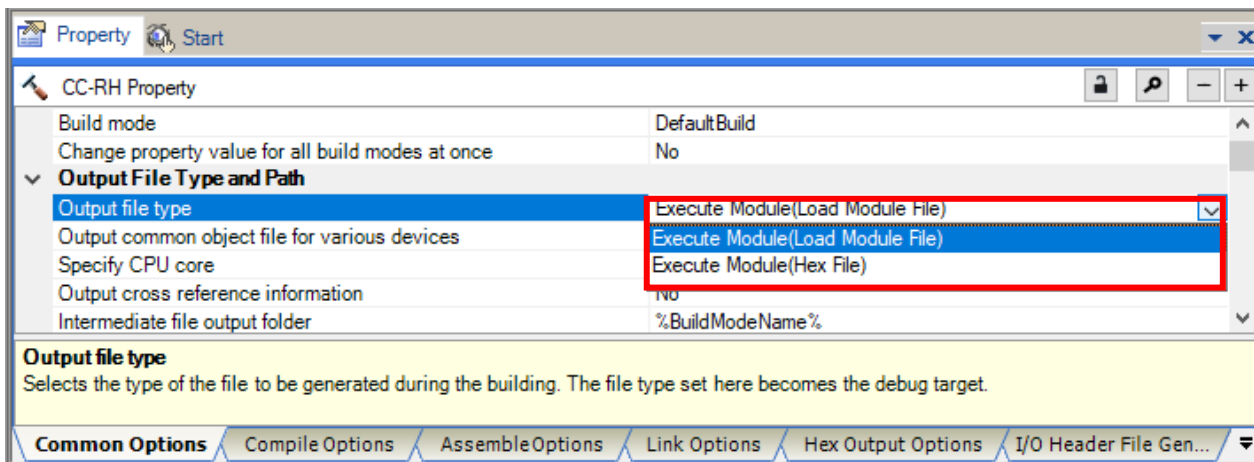 Property Start
CC-RH Property
Build mode DefaultBuild
Change property value for all build modes at once No
Output File Type and Path
Output file type Execute Module(Load Module File)
Output common object file for various devices Execute Module(Load Module File)
Specify CPU core Execute Module(Hex File)
Output cross reference information No
Intermediate file output folder %BuildModeName%
Output file type
Selects the type of the file to be generated during the building. The file type set here becomes the debug target.
Common Options Compile Options Assemble Options Link Options Hex Output Options I/O Header File Gen...